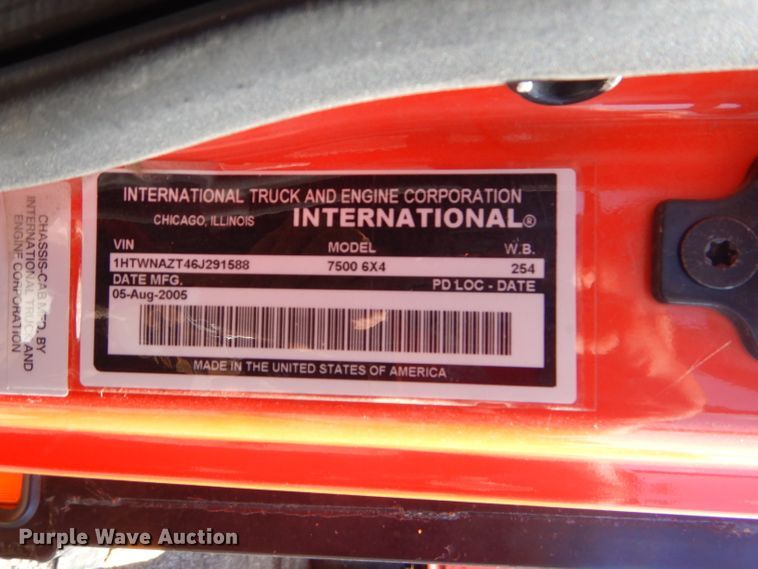 INTERNATIONAL TRUCK AND ENGINE CORPORATION
CHICAGO, ILLINOIS INTERNATIONAL®
VIN MODEL W.B.
1HTWNAZT46J291588 7500 6X4 254
DATE MFG. PD LOC - DATE
05-Aug-2005
MADE IN THE UNITED STATES OF AMERICA
CHASSIS-CAB MFD. BY
INTERNATIONAL TRUCK AND
ENGINE CORPORATION
Purple Wave Auction